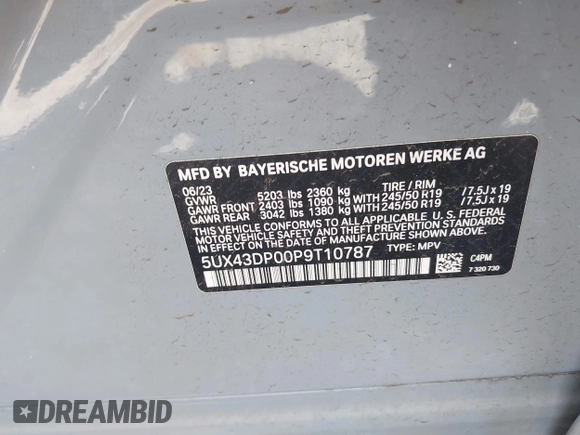 MFD BY BAYERISCHE MOTOREN WERKE AG
06/23
GVWR 5203 lbs 2360 kg TIRE / RIM
GAWR FRONT 2403 lbs 1090 kg WITH 245/50 R19 /7.5J x 19
GAWR REAR 3042 lbs 1380 kg WITH 245/50 R19 /7.5J x 19
THIS VEHICLE CONFORMS TO ALL APPLICABLE U. S. FEDERAL
MOTOR VEHICLE SAFETY, BUMPER, AND THEFT PREVENTION
STANDARDS IN EFFECT ON THE DATE OF MANUFACTURE SHOWN ABOVE.
5UX43DP00P9T10787 TYPE: MPV
C4PM
7 320 730
DREAMBID